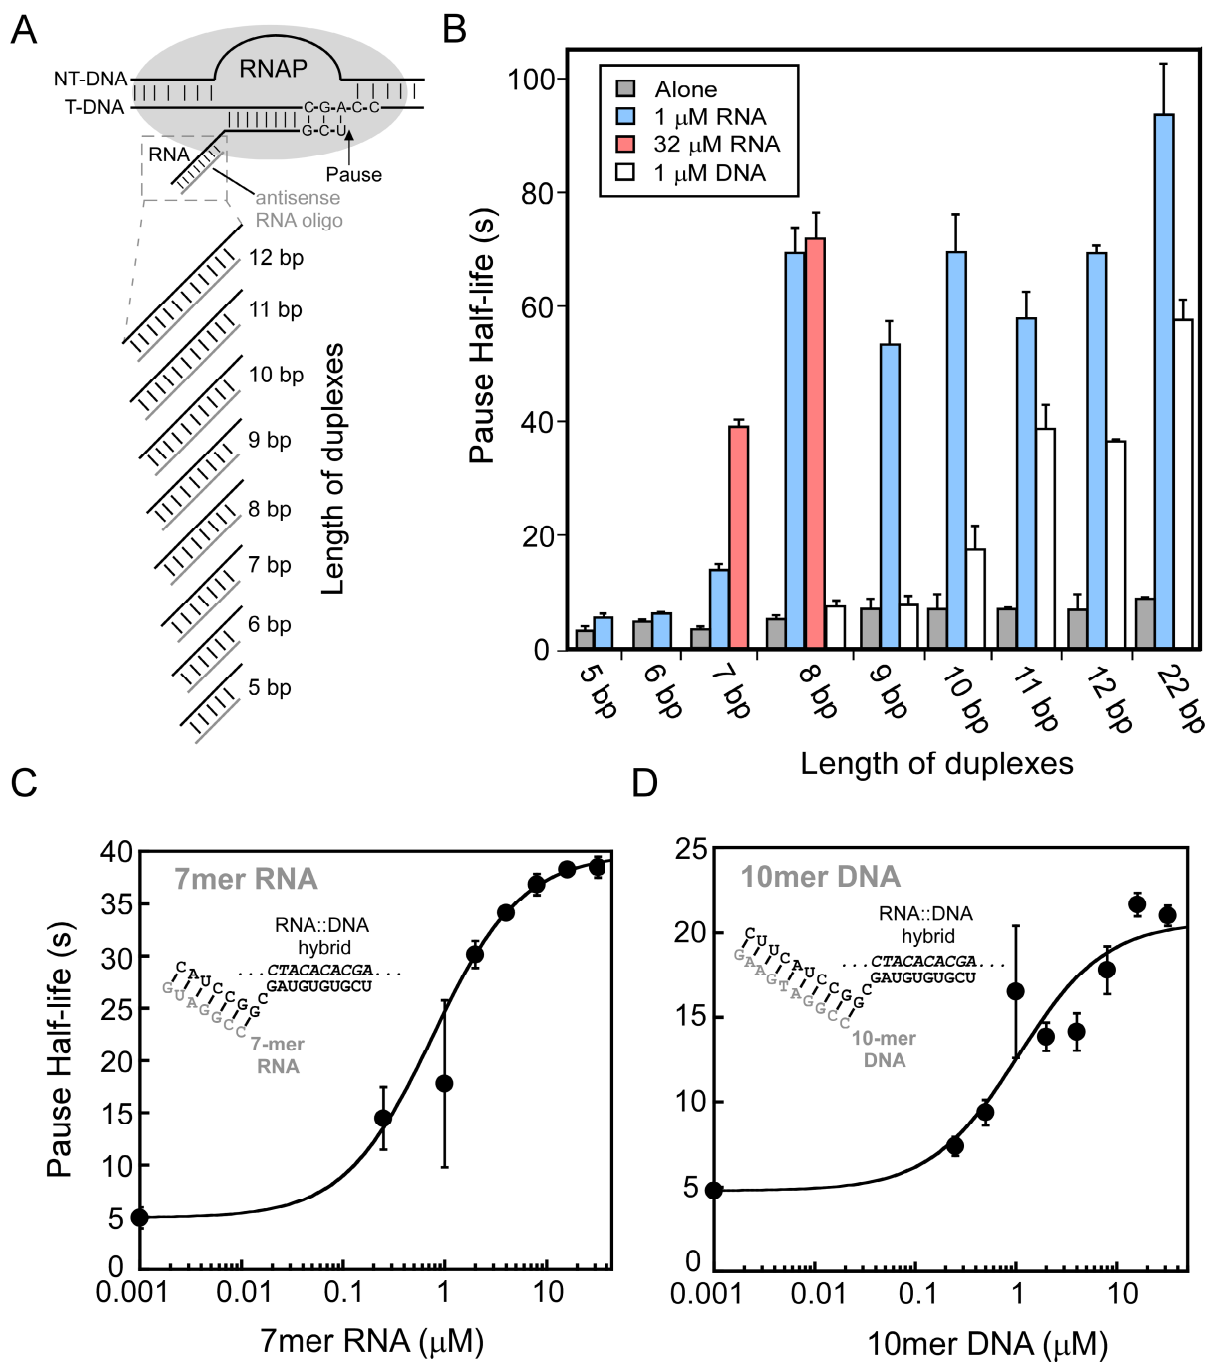 A
NT-DNA
RNAP
T-DNA
C-G-A-C-C
G-C-U
RNA
Pause
antisense
RNA oligo
12 bp
11 bp
10 bp
9 bp
8 bp
7 bp
6 bp
5 bp
Length of duplexes
B
Alone
1 μM RNA
32 μM RNA
1 μM DNA
Pause Half-life (s)
100
80
60
40
20
0
5 bp
6 bp
7 bp
8 bp
9 bp
10 bp
11 bp
12 bp
22 bp
Length of duplexes
C
7mer RNA
RNA::DNA
hybrid
...CTACACACGA...
GAUGUGUGCU
CAUCCGGC
GUAGGCC
7-mer
RNA
Pause Half-life (s)
40
35
30
25
20
15
10
5
0
0.001
0.01
0.1
1
10
7mer RNA (μM)
D
10mer DNA
RNA::DNA
hybrid
...CTACACACGA...
GAUGUGUGCU
CUUCAUCCGGC
GAAGTAGGCC
10-mer
DNA
25
20
15
10
5
0
0.001
0.01
0.1
1
10
10mer DNA (μM)